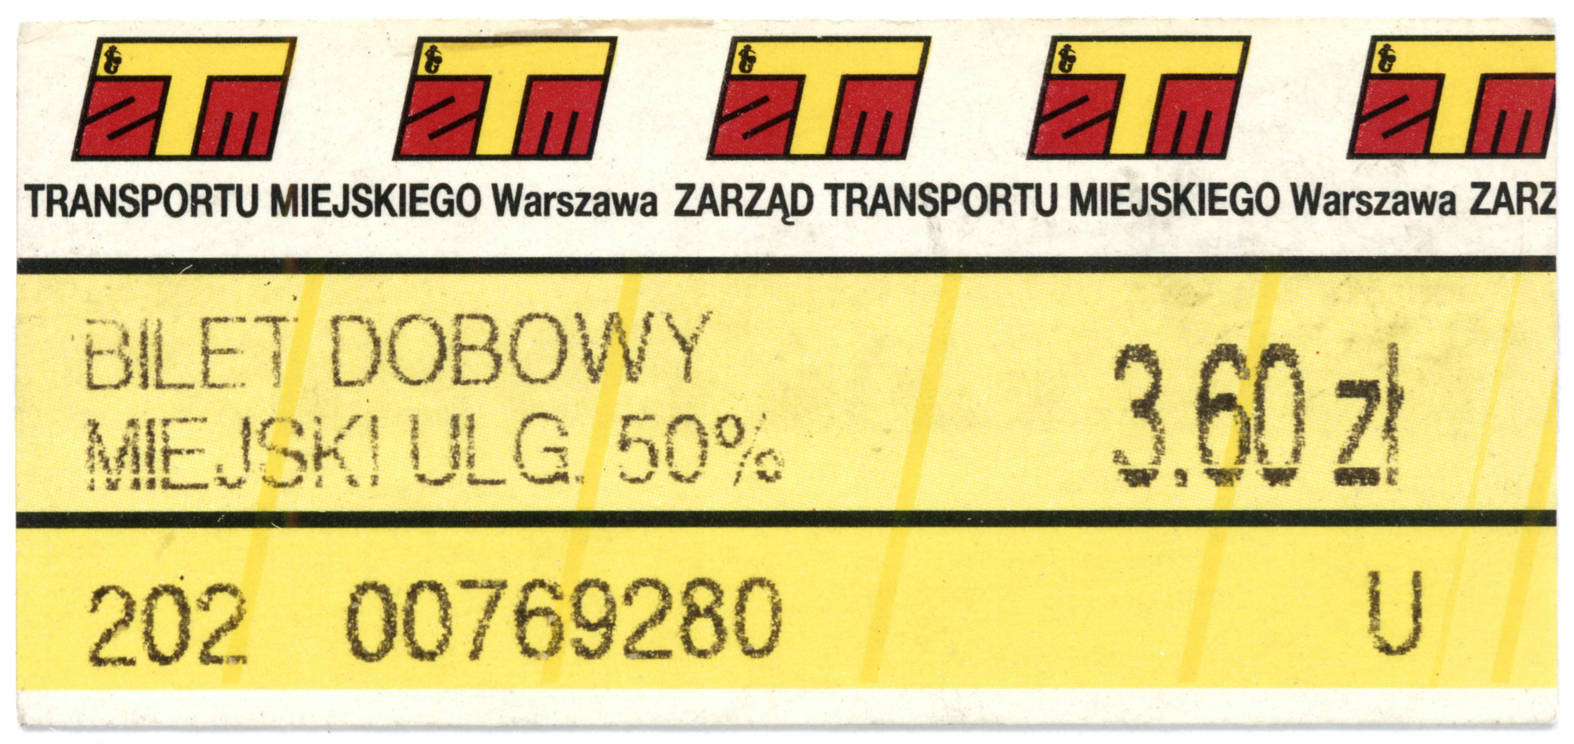 ZTM ZTM ZTM ZTM ZTM
TRANSPORTU MIEJSKIEGO Warszawa ZARZĄD TRANSPORTU MIEJSKIEGO Warszawa ZARZ
BILET DOBOWY
MIEJSKI ULG. 50% 3.60 zł
202 00769280 U